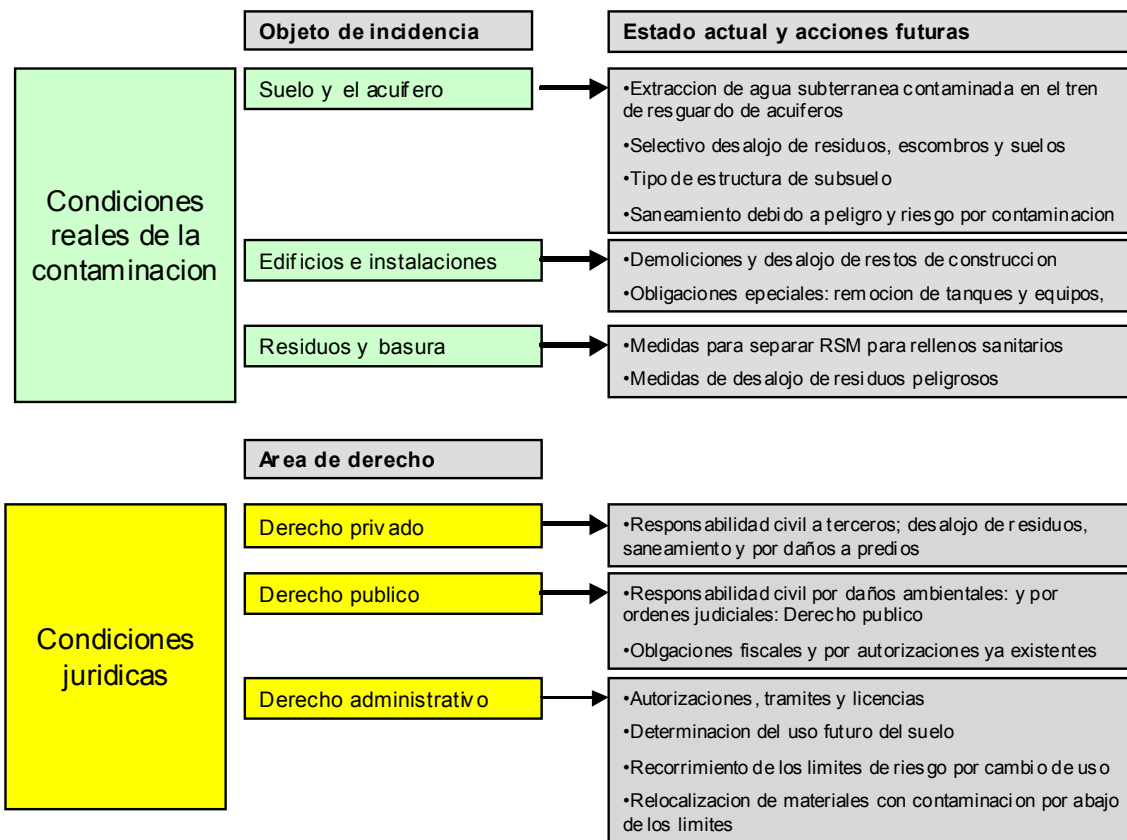 Objeto de incidencia
Estado actual y acciones futuras
Condiciones
reales de la
contaminacion
Suelo y el acuifero
•Extraccion de agua subterranea contaminada en el tren
de resguardo de acuiferos
•Selectivo desalojo de residuos, escombros y suelos
•Tipo de estructura de subsuelo
•Saneamiento debido a peligro y riesgo por contaminacion
Edificios e instalaciones
•Demoliciones y desalojo de restos de construccion
•Obligaciones epeciales: remocion de tanques y equipos,
Residuos y basura
•Medidas para separar RSM para rellenos sanitarios
•Medidas de desalojo de residuos peligrosos
Area de derecho
Condiciones
juridicas
Derecho privado
•Responsabilidad civil a terceros; desalojo de residuos,
saneamiento y por daños a predios
Derecho publico
•Responsabilidad civil por daños ambientales: y por
ordenes judiciales: Derecho publico
•Oblgaciones fiscales y por autorizaciones ya existentes
Derecho administrativo
•Autorizaciones, tramites y licencias
•Determinacion del uso futuro del suelo
•Recorrimiento de los limites de riesgo por cambio de uso
•Relocalizacion de materiales con contaminacion por abajo
de los limites